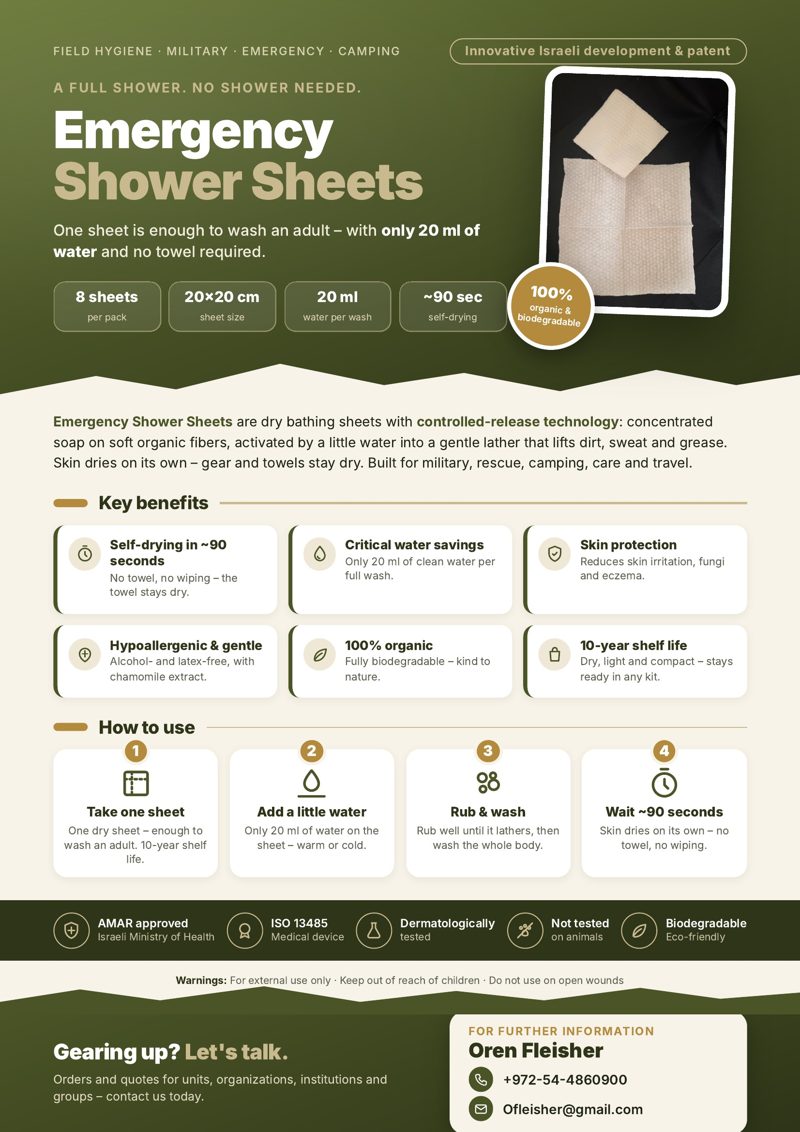 FIELD HYGIENE · MILITARY · EMERGENCY · CAMPING
Innovative Israeli development & patent
A FULL SHOWER. NO SHOWER NEEDED.
Emergency
Shower Sheets
One sheet is enough to wash an adult – with only 20 ml of
water and no towel required.
8 sheets
per pack
20×20 cm
sheet size
20 ml
water per wash
~90 sec
self-drying
100%
organic &
biodegradable
Emergency Shower Sheets are dry bathing sheets with controlled-release technology: concentrated
soap on soft organic fibers, activated by a little water into a gentle lather that lifts dirt, sweat and grease.
Skin dries on its own – gear and towels stay dry. Built for military, rescue, camping, care and travel.
Key benefits
Self-drying in ~90
seconds
No towel, no wiping – the
towel stays dry.
Critical water savings
Only 20 ml of clean water per
full wash.
Skin protection
Reduces skin irritation, fungi
and eczema.
Hypoallergenic & gentle
Alcohol- and latex-free, with
chamomile extract.
100% organic
Fully biodegradable – kind to
nature.
10-year shelf life
Dry, light and compact – stays
ready in any kit.
How to use
1
Take one sheet
One dry sheet – enough to
wash an adult. 10-year shelf
life.
2
Add a little water
Only 20 ml of water on the
sheet – warm or cold.
3
Rub & wash
Rub well until it lathers, then
wash the whole body.
4
Wait ~90 seconds
Skin dries on its own – no
towel, no wiping.
AMAR approved
Israeli Ministry of Health
ISO 13485
Medical device
Dermatologically
tested
Not tested
on animals
Biodegradable
Eco-friendly
Warnings: For external use only · Keep out of reach of children · Do not use on open wounds
Gearing up? Let's talk.
Orders and quotes for units, organizations, institutions and
groups – contact us today.
FOR FURTHER INFORMATION
Oren Fleisher
+972-54-4860900
Ofleisher@gmail.com